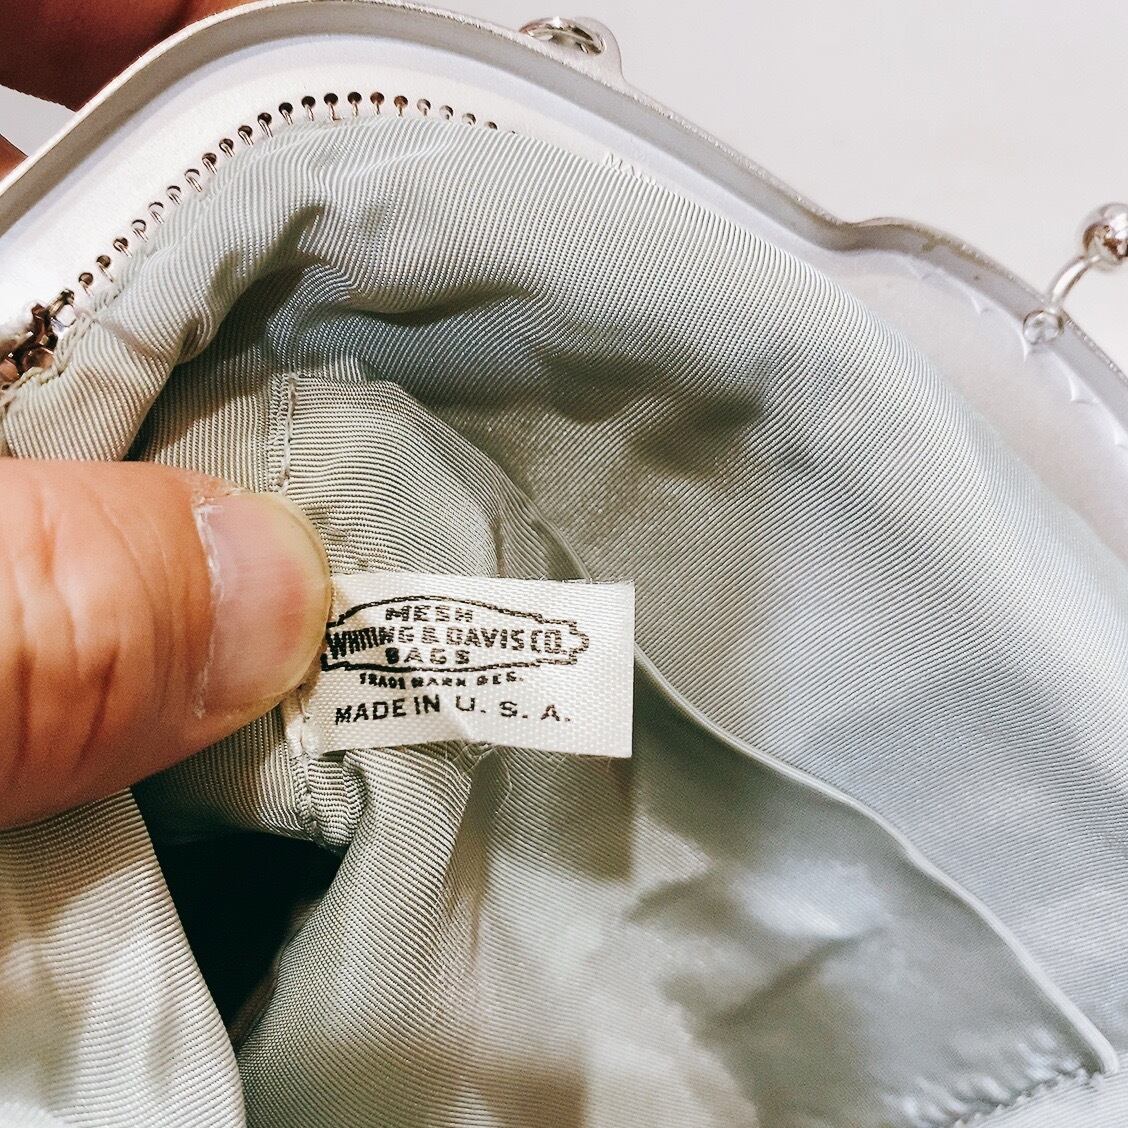 MESH
WHITING & DAVIS CO.
BAGS
TRADE MARK REG.
MADE IN U. S. A.